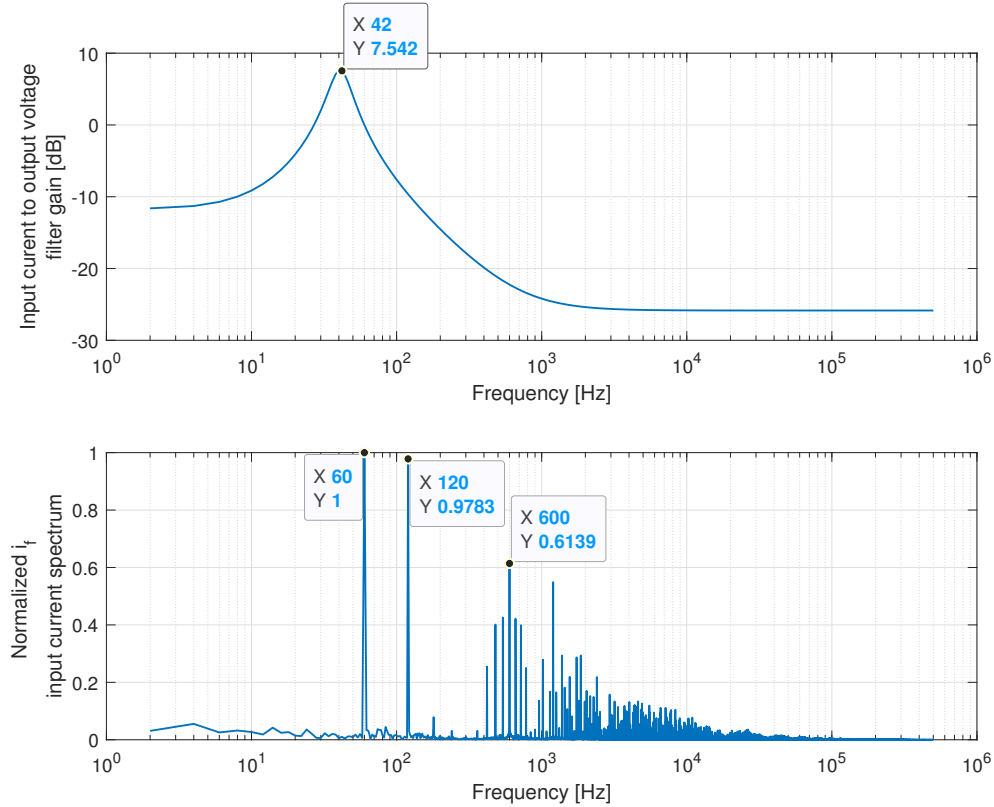 X 42
Y 7.542
10
0
-10
-20
-30
Input curent to output voltage
filter gain [dB]
10^0
10^1
10^2
10^3
10^4
10^5
10^6
Frequency [Hz]
1
0.8
0.6
0.4
0.2
0
Normalized i_f
input current spectrum
X 60
Y 1
X 120
Y 0.9783
X 600
Y 0.6139
10^0
10^1
10^2
10^3
10^4
10^5
10^6
Frequency [Hz]